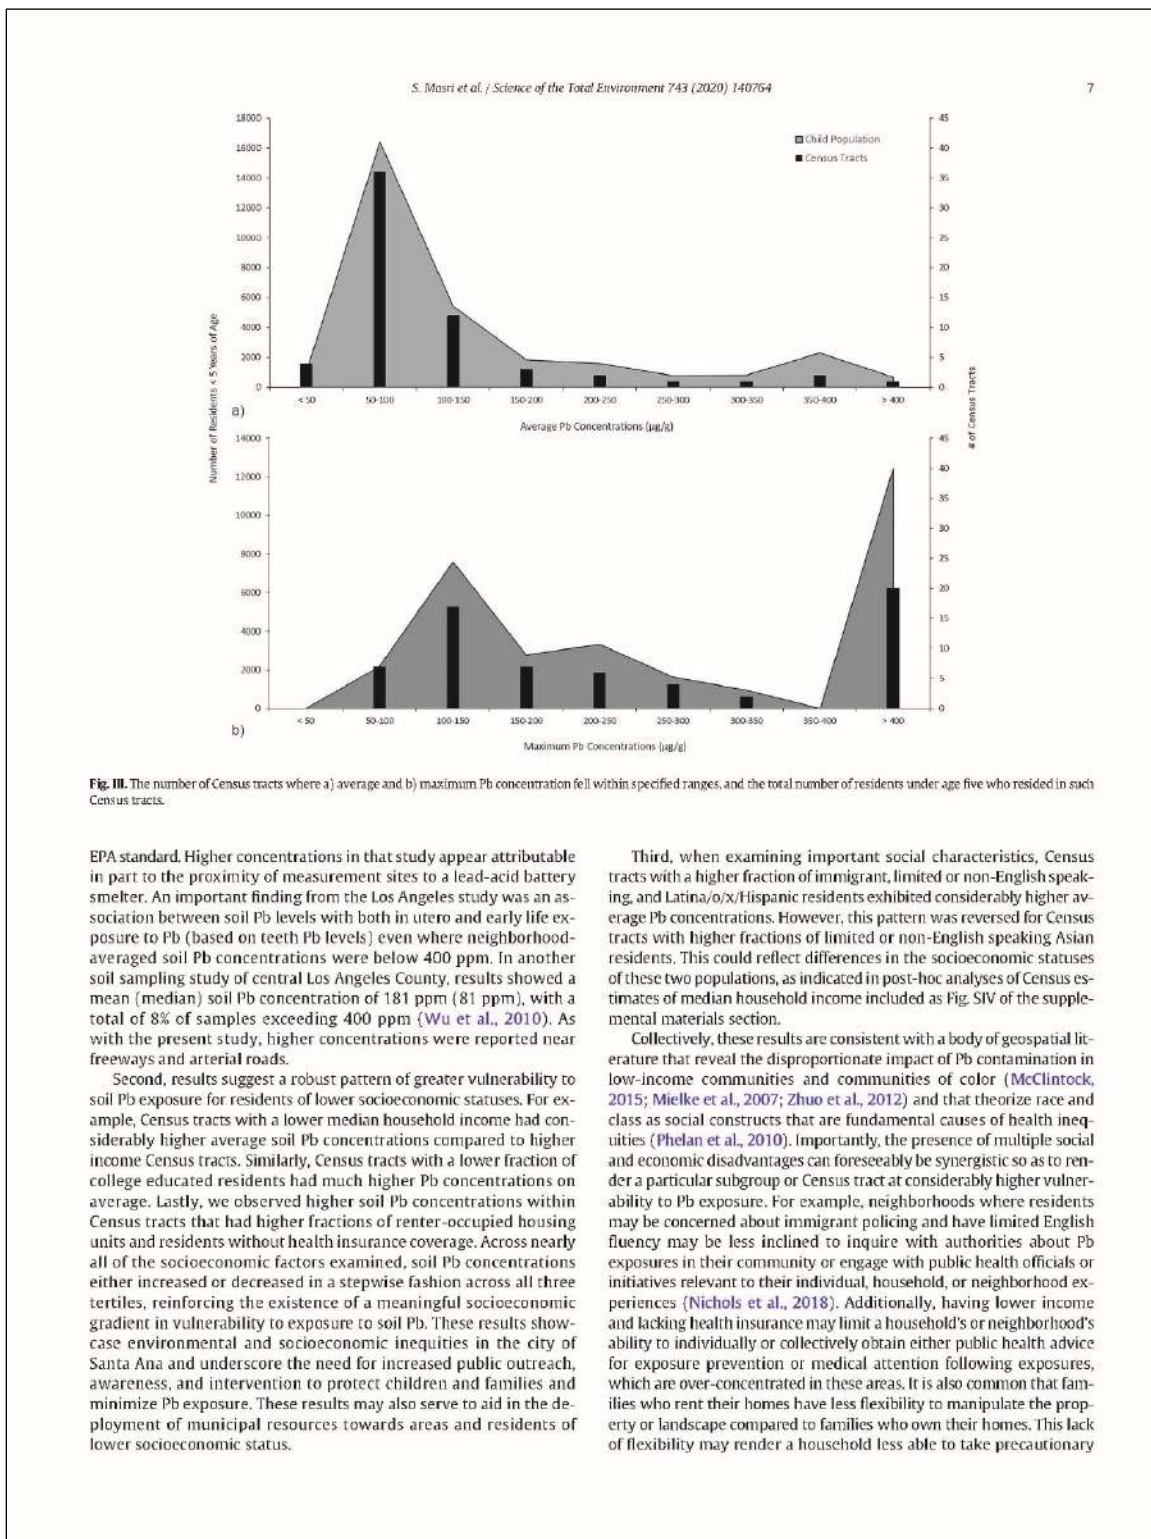 S. Masri et al. / Science of the Total Environment 743 (2020) 140764
7
18000
16000
14000
12000
10000
8000
6000
4000
2000
0
45
40
35
30
25
20
15
10
5
0
Child Population
Census Tracts
< 50
50-100
100-150
150-200
200-250
250-300
300-350
350-400
> 400
a)
Average Pb Concentrations (µg/g)
Number of Residents < 5 Years of Age
# of Census Tracts
14000
12000
10000
8000
6000
4000
2000
0
45
40
35
30
25
20
15
10
5
0
< 50
50-100
100-150
150-200
200-250
250-300
300-350
350-400
> 400
b)
Maximum Pb Concentrations (µg/g)
Fig. III. The number of Census tracts where a) average and b) maximum Pb concentration fell within specified ranges, and the total number of residents under age five who resided in such
Census tracts.
EPA standard. Higher concentrations in that study appear attributable
in part to the proximity of measurement sites to a lead-acid battery
smelter. An important finding from the Los Angeles study was an as-
sociation between soil Pb levels with both in utero and early life ex-
posure to Pb (based on teeth Pb levels) even where neighborhood-
averaged soil Pb concentrations were below 400 ppm. In another
soil sampling study of central Los Angeles County, results showed a
mean (median) soil Pb concentration of 181 ppm (81 ppm), with a
total of 8% of samples exceeding 400 ppm (Wu et al., 2010). As
with the present study, higher concentrations were reported near
freeways and arterial roads.
Second, results suggest a robust pattern of greater vulnerability to
soil Pb exposure for residents of lower socioeconomic statuses. For ex-
ample, Census tracts with a lower median household income had con-
siderably higher average soil Pb concentrations compared to higher
income Census tracts. Similarly, Census tracts with a lower fraction of
college educated residents had much higher Pb concentrations on
average. Lastly, we observed higher soil Pb concentrations within
Census tracts that had higher fractions of renter-occupied housing
units and residents without health insurance coverage. Across nearly
all of the socioeconomic factors examined, soil Pb concentrations
either increased or decreased in a stepwise fashion across all three
tertiles, reinforcing the existence of a meaningful socioeconomic
gradient in vulnerability to exposure to soil Pb. These results show-
case environmental and socioeconomic inequities in the city of
Santa Ana and underscore the need for increased public outreach,
awareness, and intervention to protect children and families and
minimize Pb exposure. These results may also serve to aid in the de-
ployment of municipal resources towards areas and residents of
lower socioeconomic status.
Third, when examining important social characteristics, Census
tracts with a higher fraction of immigrant, limited or non-English speak-
ing, and Latina/o/x/Hispanic residents exhibited considerably higher av-
erage Pb concentrations. However, this pattern was reversed for Census
tracts with higher fractions of limited or non-English speaking Asian
residents. This could reflect differences in the socioeconomic statuses
of these two populations, as indicated in post-hoc analyses of Census es-
timates of median household income included as Fig. SIV of the supple-
mental materials section.
Collectively, these results are consistent with a body of geospatial lit-
erature that reveal the disproportionate impact of Pb contamination in
low-income communities and communities of color (McClintock,
2015; Mielke et al., 2007; Zhuo et al., 2012) and that theorize race and
class as social constructs that are fundamental causes of health ineq-
uities (Phelan et al., 2010). Importantly, the presence of multiple social
and economic disadvantages can foreseeably be synergistic so as to ren-
der a particular subgroup or Census tract at considerably higher vulner-
ability to Pb exposure. For example, neighborhoods where residents
may be concerned about immigrant policing and have limited English
fluency may be less inclined to inquire with authorities about Pb
exposures in their community or engage with public health officials or
initiatives relevant to their individual, household, or neighborhood ex-
periences (Nichols et al., 2018). Additionally, having lower income
and lacking health insurance may limit a household's or neighborhood's
ability to individually or collectively obtain either public health advice
for exposure prevention or medical attention following exposures,
which are over-concentrated in these areas. It is also common that fam-
ilies who rent their homes have less flexibility to manipulate the prop-
erty or landscape compared to families who own their homes. This lack
of flexibility may render a household less able to take precautionary